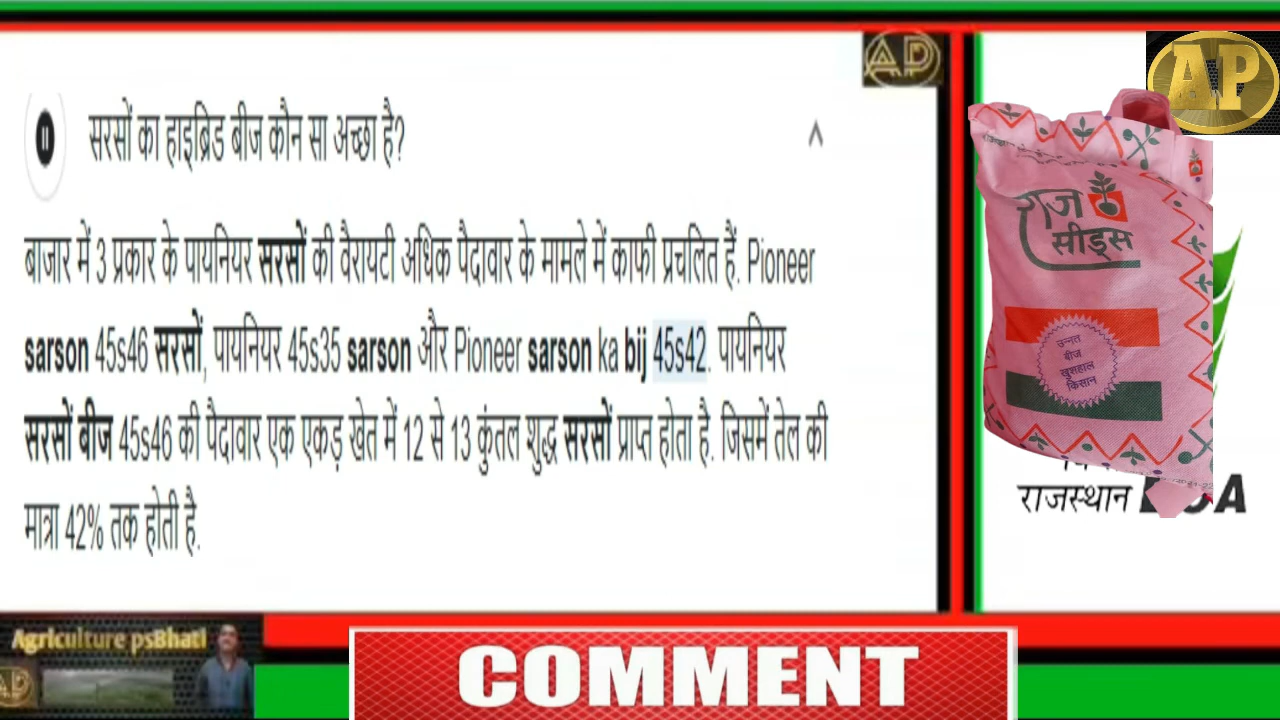 AP
AP
सरसों का हाइब्रिड बीज कौन सा अच्छा है?
बाजार में 3 प्रकार के पायनियर सरसों की वैरायटी अधिक पैदावार के मामले में काफी प्रचलित हैं. Pioneer
sarson 45s46 सरसों, पायनियर 45s35 sarson और Pioneer sarson ka bij 45s42. पायनियर
सरसों बीज 45s46 की पैदावार एक एकड़ खेत में 12 से 13 कुंतल शुद्ध सरसों प्राप्त होता है. जिसमें तेल की
मात्रा 42% तक होती है.
राज
सीड्स
उन्नत
बीज
खुशहाल
किसान
राजस्थान
Agriculture psBhati
COMMENT